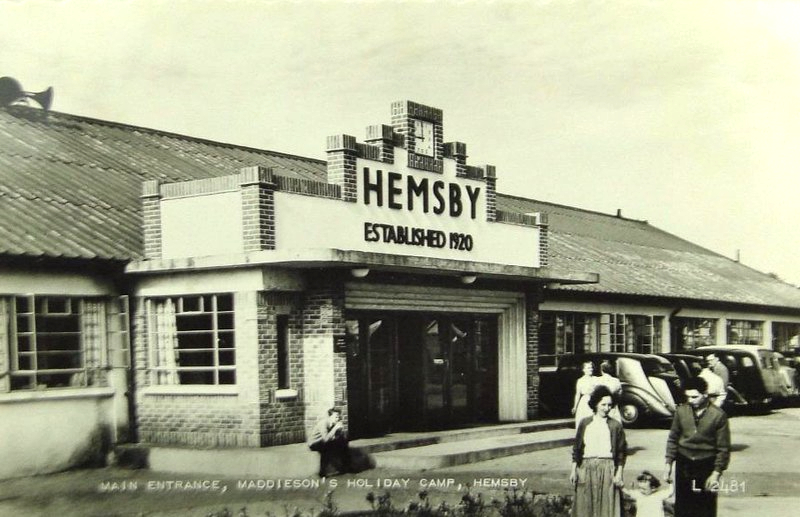 HEMSBY
ESTABLISHED 1920
MAIN ENTRANCE, MADDIESON'S HOLIDAY CAMP, HEMSBY
L 2481